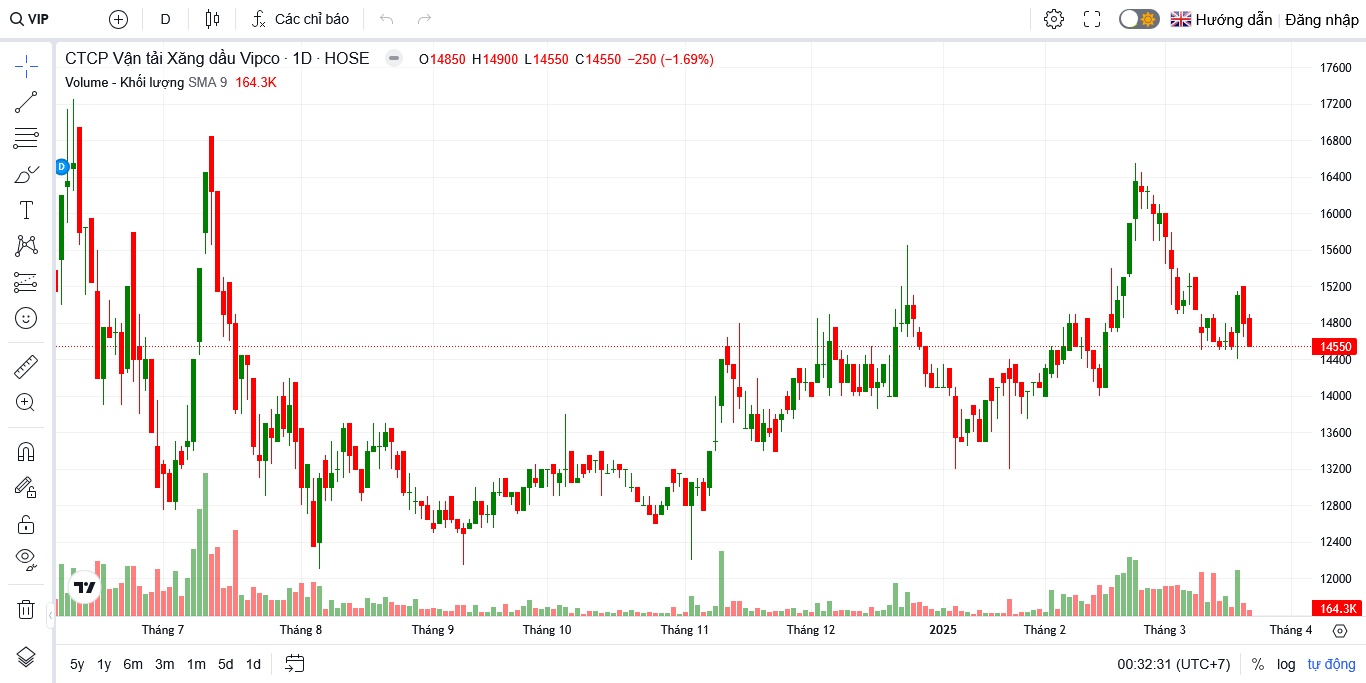 VIP D Các chỉ báo Hướng dẫn Đăng nhập
CTCP Vận tải Xăng dầu Vipco · 1D · HOSE O14850 H14900 L14550 C14550 −250 (−1.69%)
Volume - Khối lượng SMA 9 164.3K
D
17600
17200
16800
16400
16000
15600
15200
14800
14550
14400
14000
13600
13200
12800
12400
12000
164.3K
Tháng 7 Tháng 8 Tháng 9 Tháng 10 Tháng 11 Tháng 12 2025 Tháng 2 Tháng 3 Tháng 4
5y 1y 6m 3m 1m 5d 1d 00:32:31 (UTC+7) % log tự động